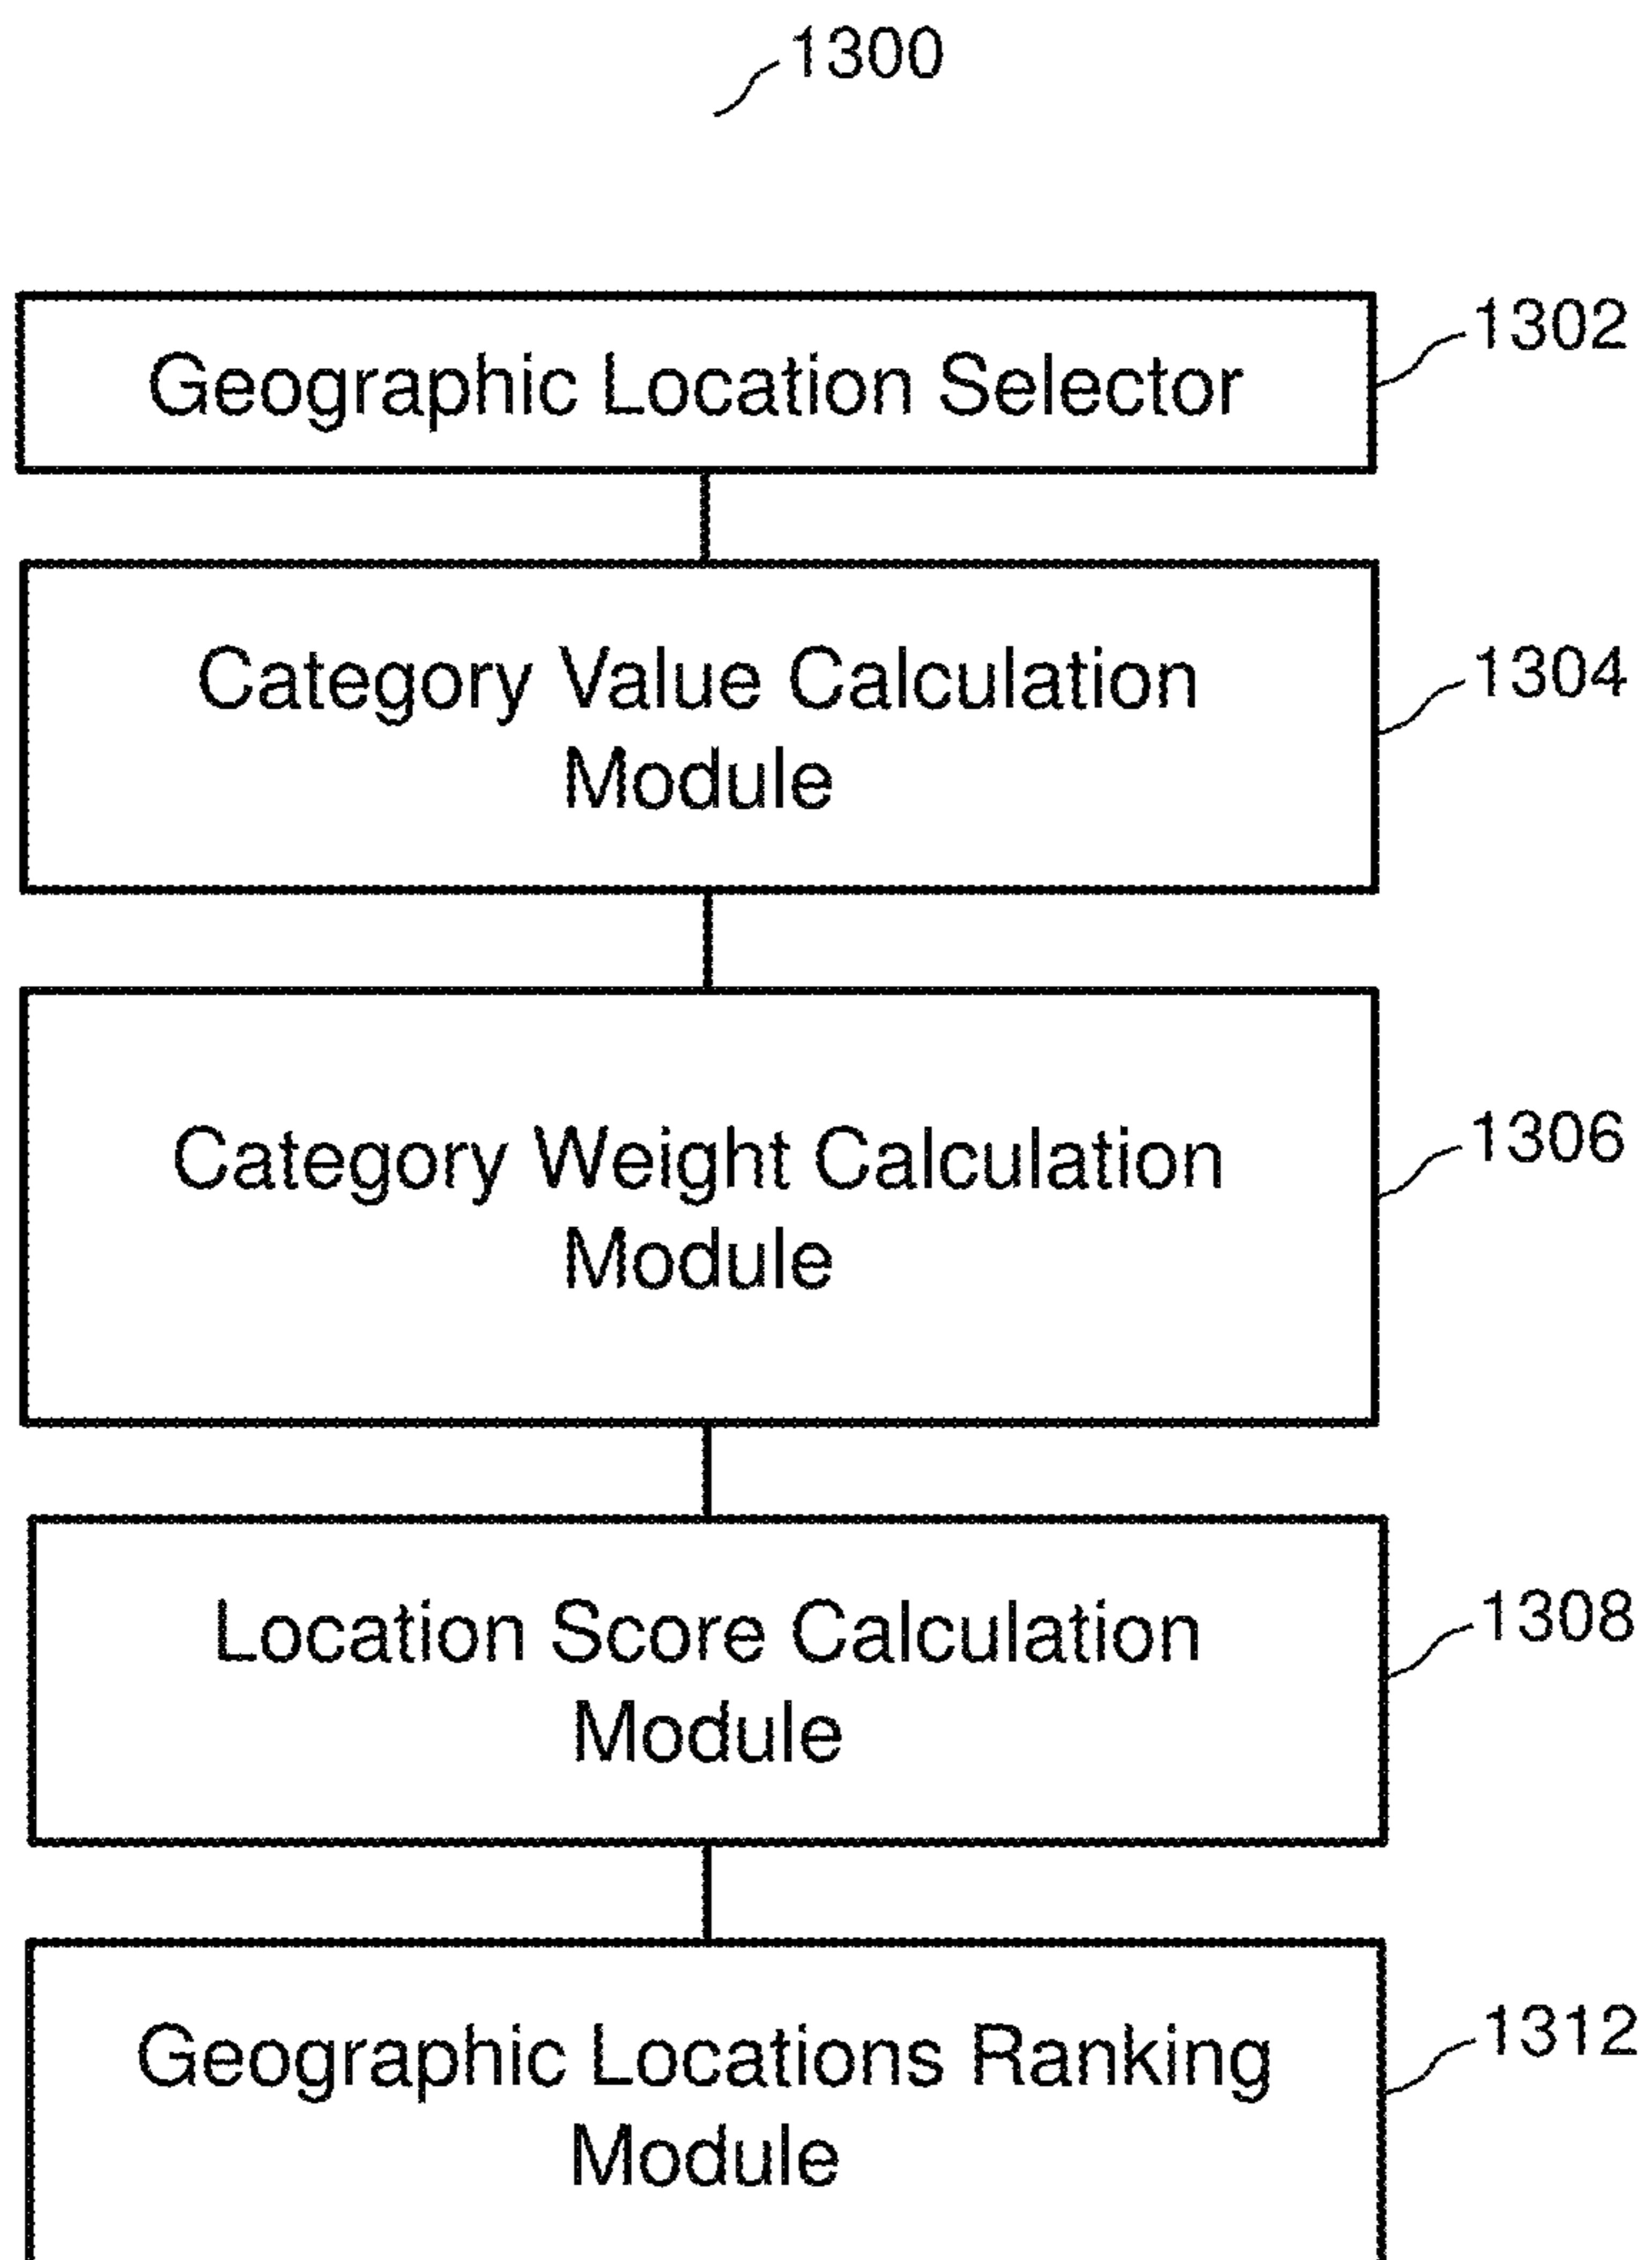 1300
Geographic Location Selector
1302
Category Value Calculation
Module
1304
Category Weight Calculation
Module
1306
Location Score Calculation
Module
1308
Geographic Locations Ranking
Module
1312